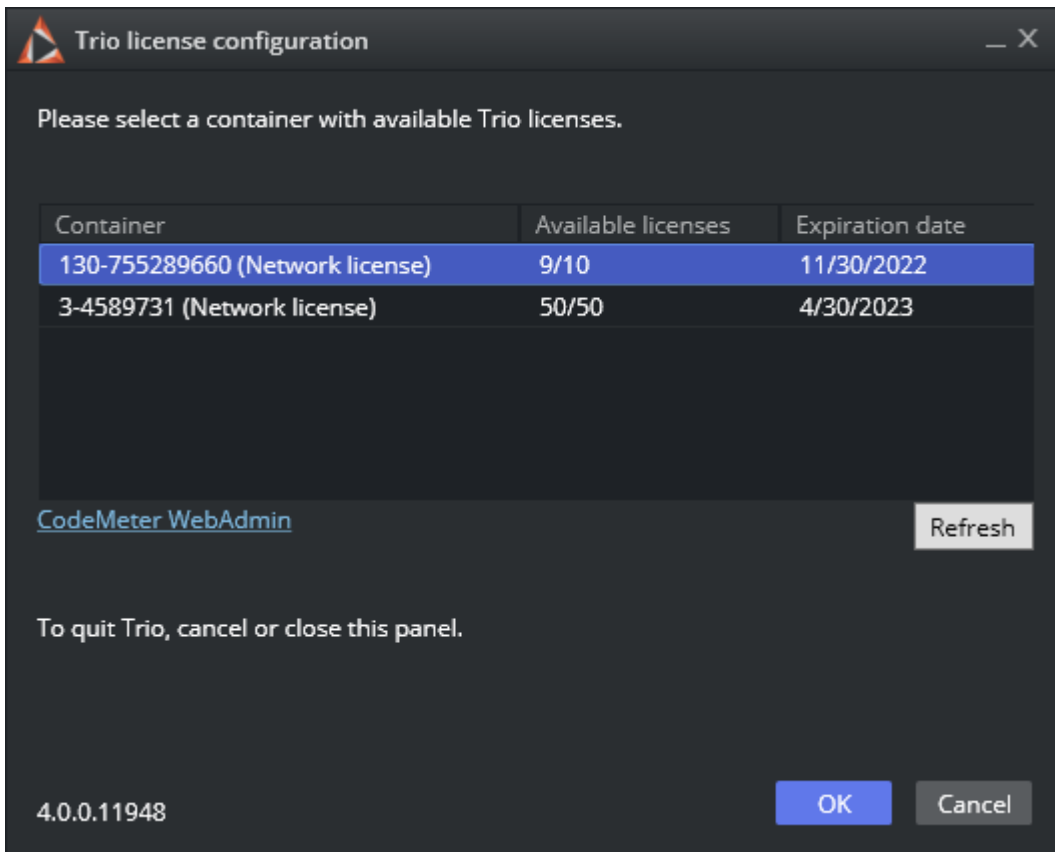 Trio license configuration
Please select a container with available Trio licenses.
Container Available licenses Expiration date
130-755289660 (Network license) 9/10 11/30/2022
3-4589731 (Network license) 50/50 4/30/2023
CodeMeter WebAdmin
Refresh
To quit Trio, cancel or close this panel.
4.0.0.11948
OK Cancel